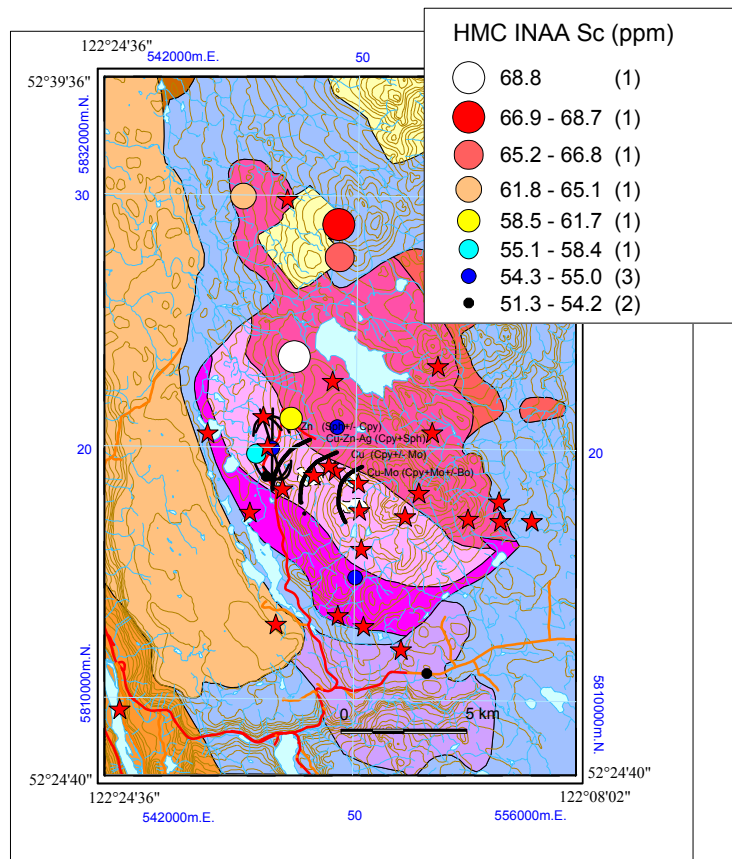 HMC INAA Sc (ppm)
68.8 (1)
66.9 - 68.7 (1)
65.2 - 66.8 (1)
61.8 - 65.1 (1)
58.5 - 61.7 (1)
55.1 - 58.4 (1)
54.3 - 55.0 (3)
51.3 - 54.2 (2)
122°24'36"
542000m.E.
50
52°39'36"
5832000m.N.
30
Zn (Sph+/- Cpy)
Cu-Zn-Ag (Cpy+Sph)
20
20
Cu (Cpy+/- Mo)
Cu-Mo (Cpy+Mo+/-Bo)
5810000m.N.
5810000m.N.
0
5 km
52°24'40"
52°24'40"
122°24'36"
122°08'02"
542000m.E.
50
556000m.E.